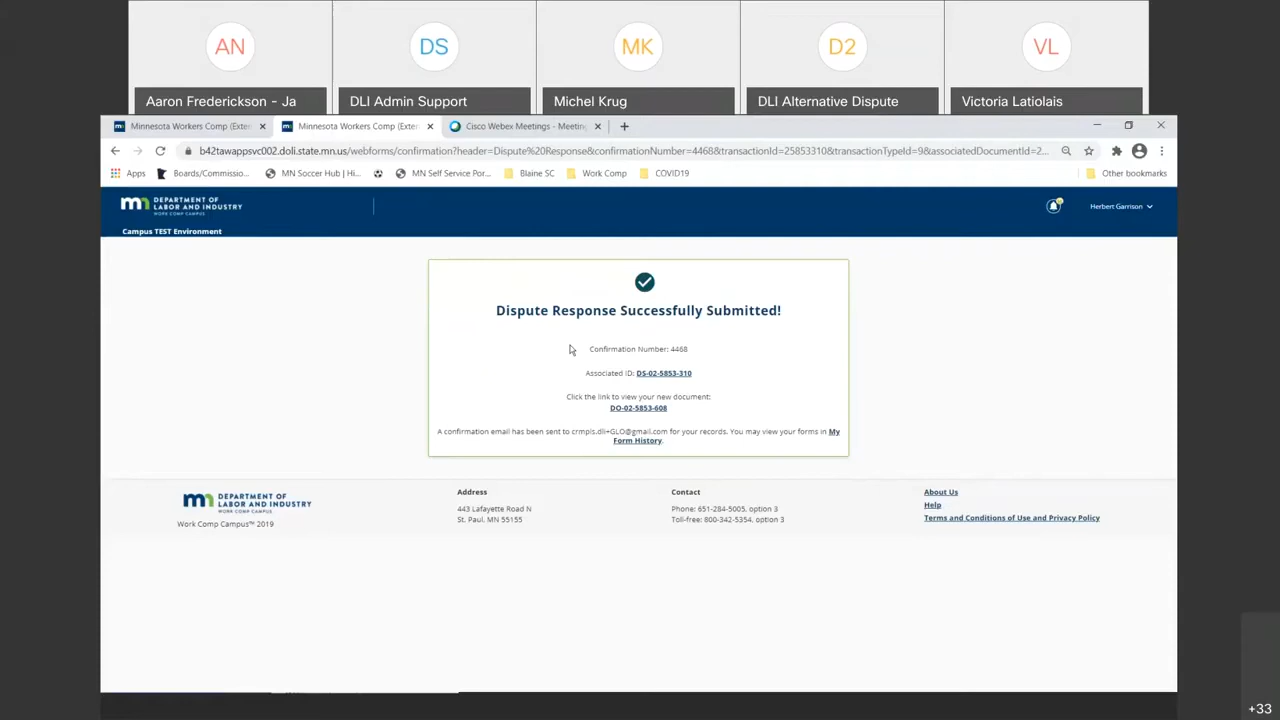 AN
DS
MK
D2
VL
Aaron Frederickson - Ja
DLI Admin Support
Michel Krug
DLI Alternative Dispute
Victoria Latiolais
Minnesota Workers Comp (Exter
Minnesota Workers Comp (Exter
Cisco Webex Meetings - Meeting
b42tawappsvc002.doli.state.mn.us/webforms/confirmation?header=Dispute%20Response&confirmationNumber=4468&transactionId=25853310&transactionTypeId=9&associatedDocumentId=2...
Apps
Boards/Commissio...
MN Soccer Hub | Hi...
MN Self Service Por...
Blaine SC
Work Comp
COVID19
Other bookmarks
DEPARTMENT OF
LABOR AND INDUSTRY
WORK COMP CAMPUS
Herbert Garrison
Campus TEST Environment
Dispute Response Successfully Submitted!
Confirmation Number: 4468
Associated ID: DS-02-5853-310
Click the link to view your new document:
DO-02-5853-608
A confirmation email has been sent to crmpls.dli+GLO@gmail.com for your records. You may view your forms in My
Form History.
DEPARTMENT OF
LABOR AND INDUSTRY
WORK COMP CAMPUS
Work Comp Campus™ 2019
Address
443 Lafayette Road N
St. Paul, MN 55155
Contact
Phone: 651-284-5005, option 3
Toll-free: 800-342-5354, option 3
About Us
Help
Terms and Conditions of Use and Privacy Policy
+33